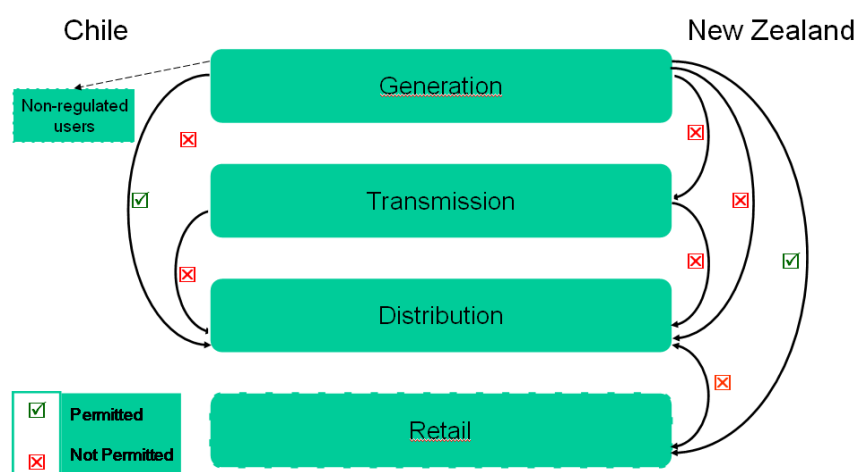 Chile
New Zealand
Generation
Non-regulated
users
Transmission
Distribution
Permitted
Not Permitted
Retail